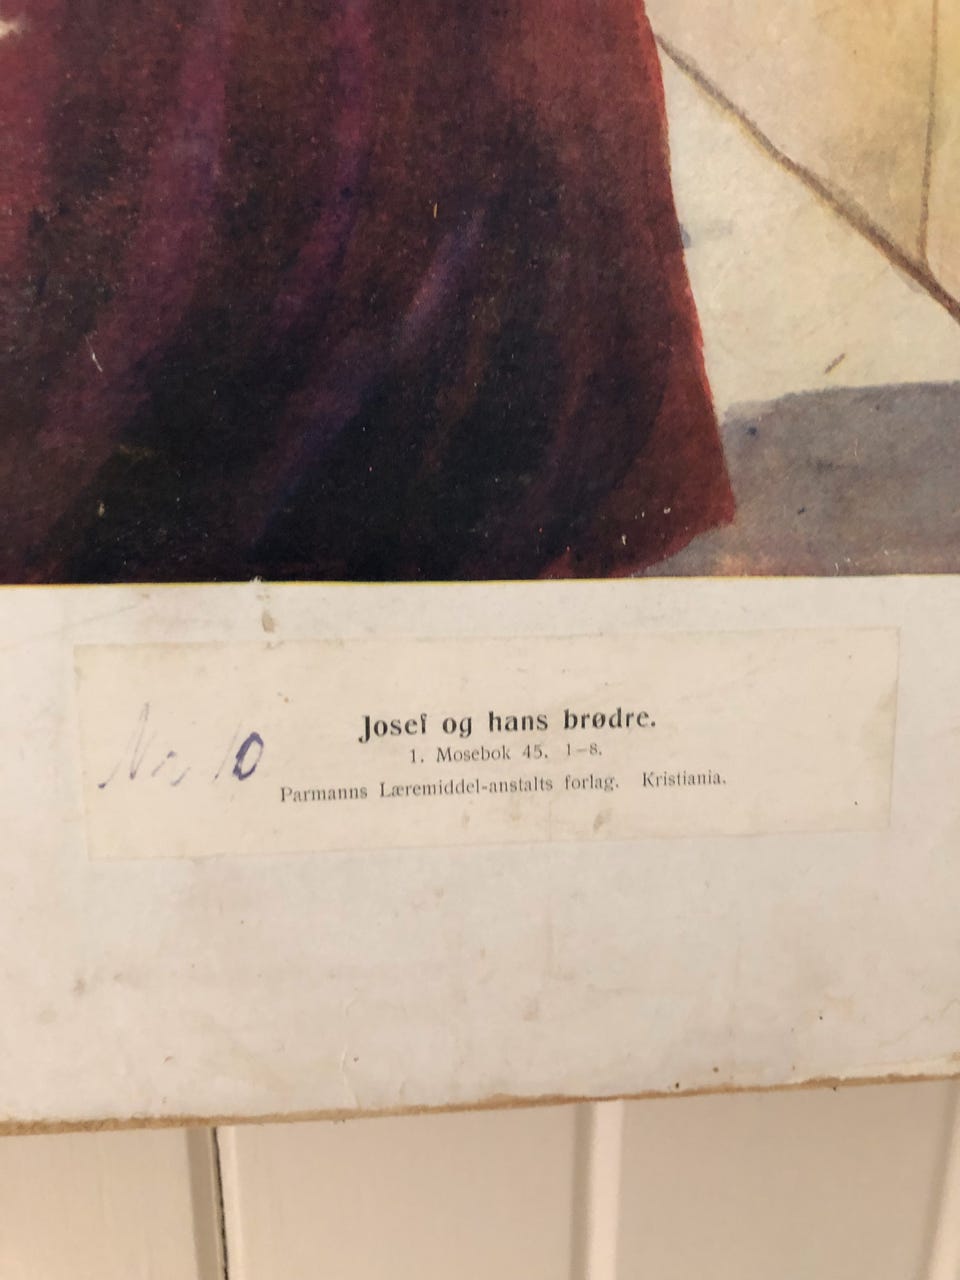 Nr. 10
Josef og hans brødre.
1. Mosebok 45. 1–8.
Parmanns Læremiddel-anstalts forlag. Kristiania.